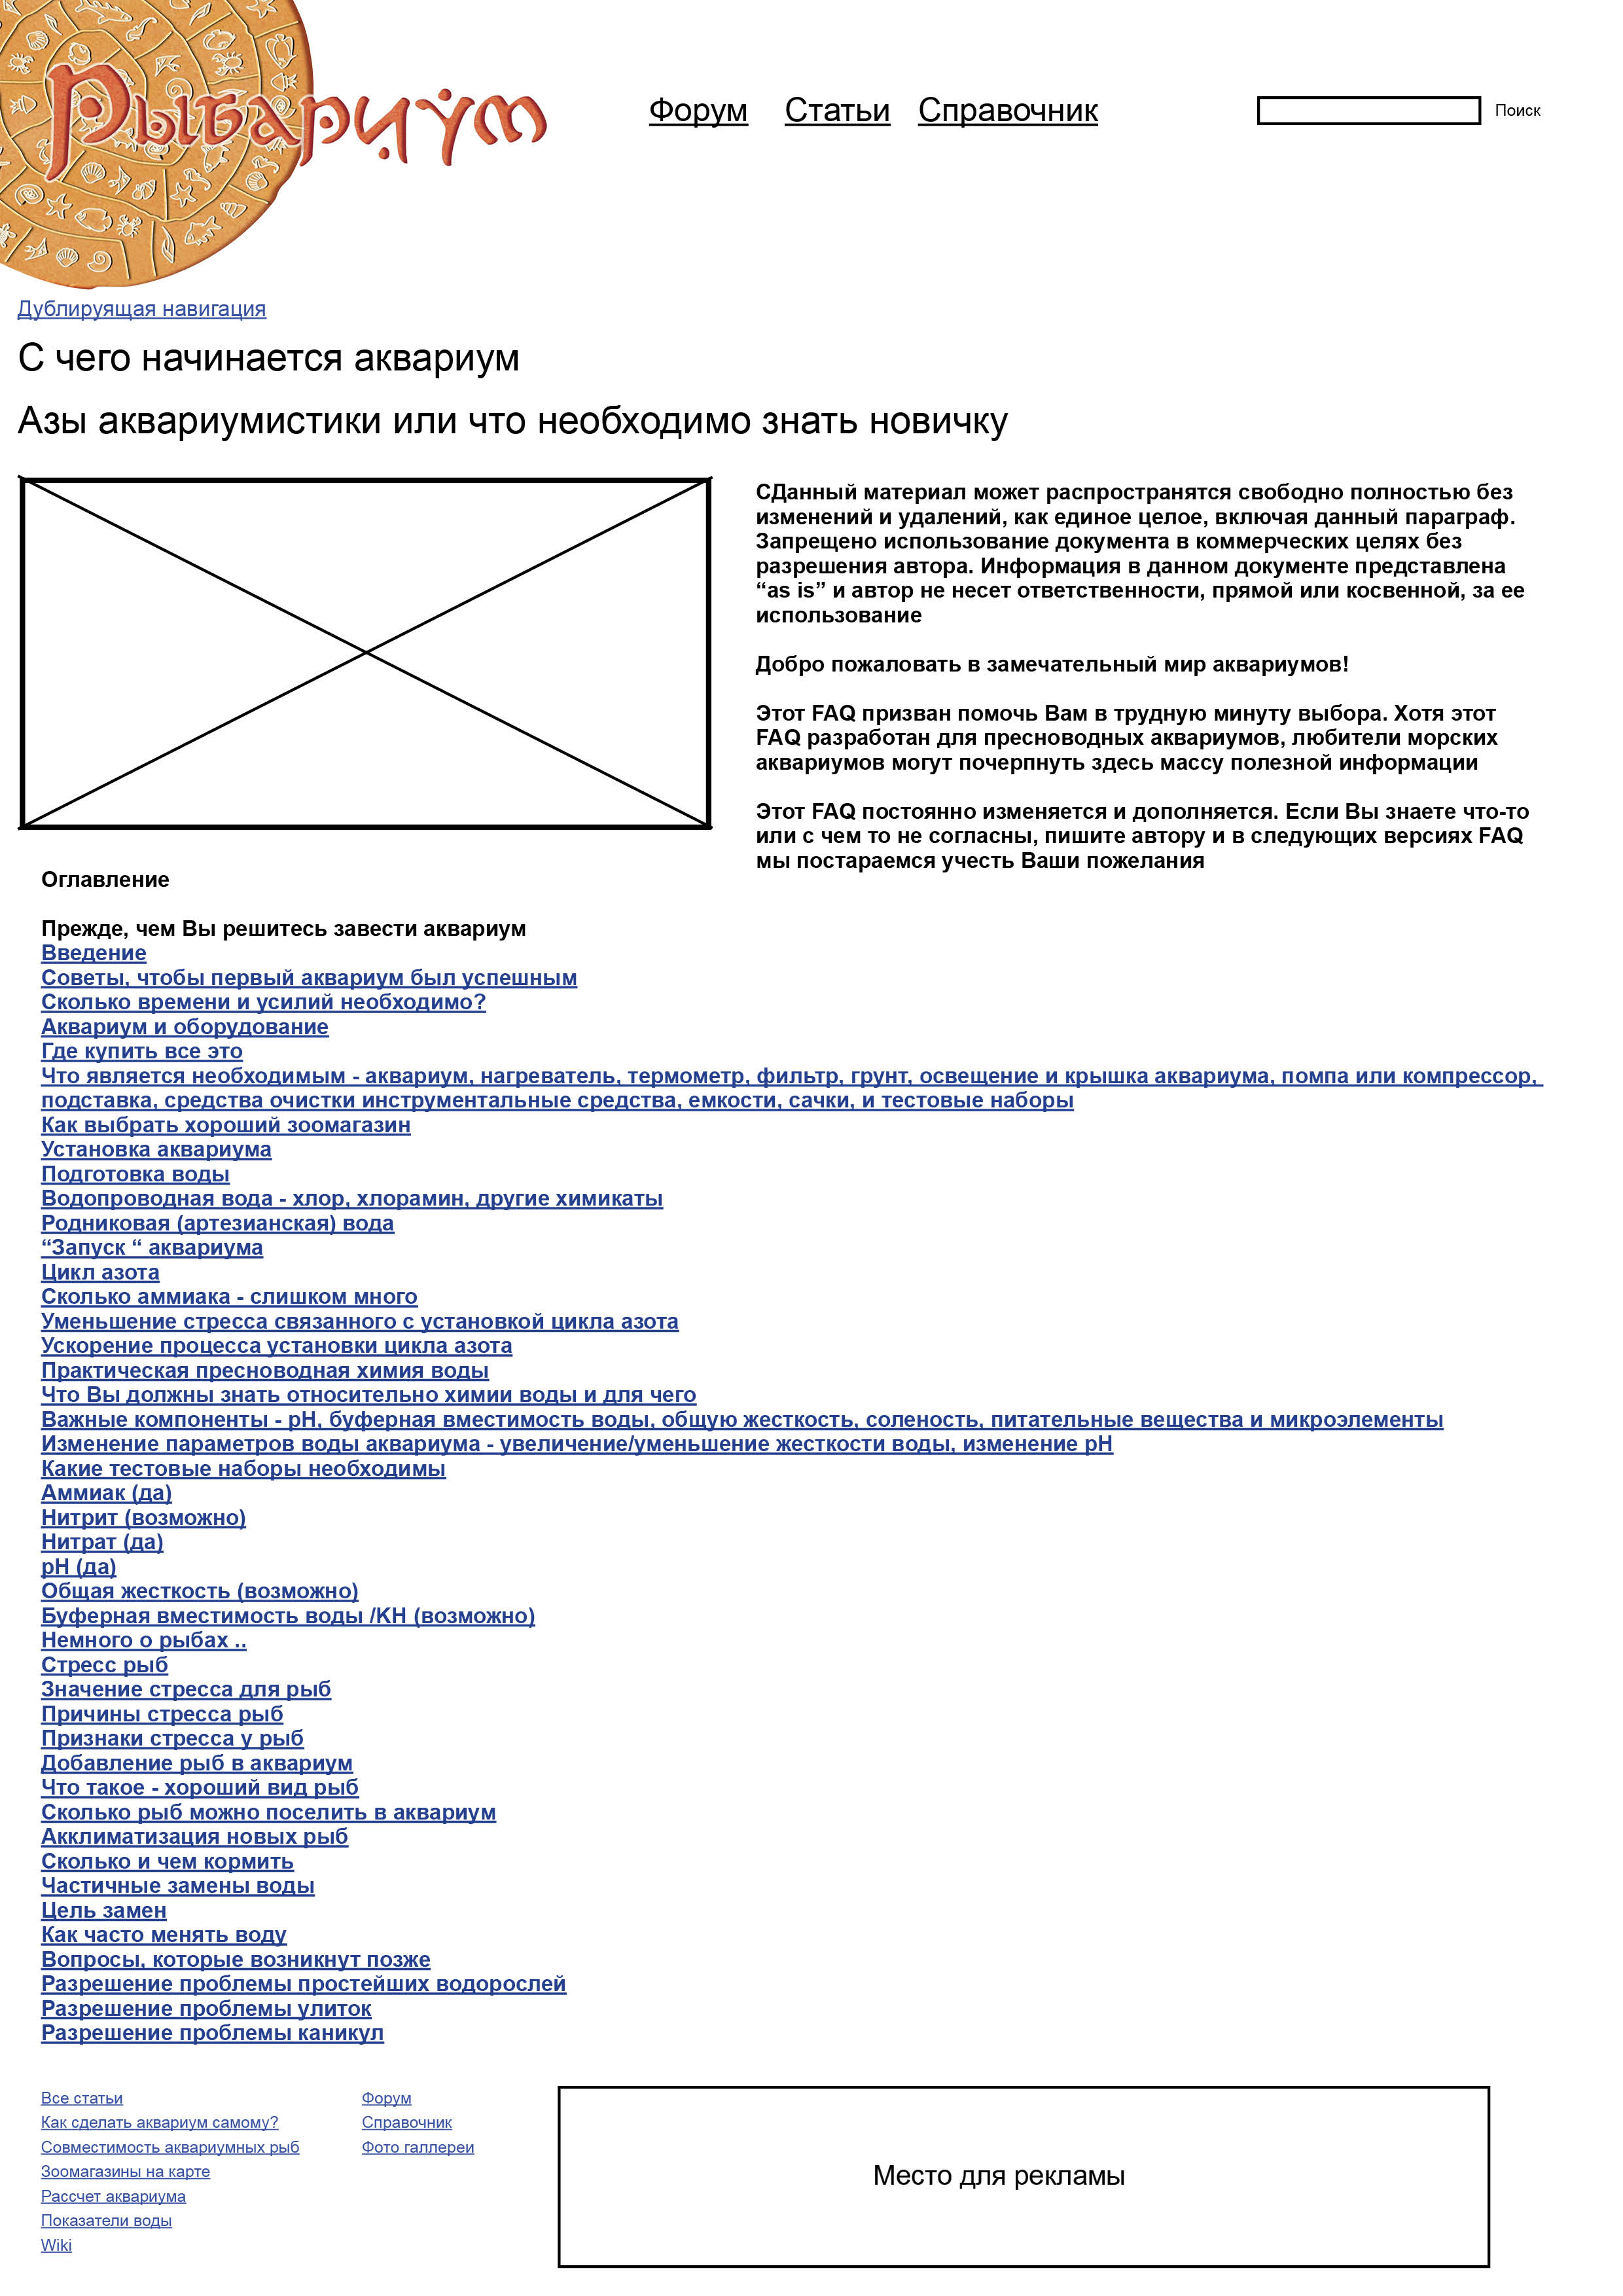 Рыбариум
Форум Статьи Справочник
Поиск
Дублируящая навигация
С чего начинается аквариум
Азы аквариумистики или что необходимо знать новичку
СДанный материал может распространятся свободно полностью без
изменений и удалений, как единое целое, включая данный параграф.
Запрещено использование документа в коммерческих целях без
разрешения автора. Информация в данном документе представлена
“as is” и автор не несет ответственности, прямой или косвенной, за ее
использование
Добро пожаловать в замечательный мир аквариумов!
Этот FAQ призван помочь Вам в трудную минуту выбора. Хотя этот
FAQ разработан для пресноводных аквариумов, любители морских
аквариумов могут почерпнуть здесь массу полезной информации
Этот FAQ постоянно изменяется и дополняется. Если Вы знаете что-то
или с чем то не согласны, пишите автору и в следующих версиях FAQ
мы постараемся учесть Ваши пожелания
Оглавление
Прежде, чем Вы решитесь завести аквариум
Введение
Советы, чтобы первый аквариум был успешным
Сколько времени и усилий необходимо?
Аквариум и оборудование
Где купить все это
Что является необходимым - аквариум, нагреватель, термометр, фильтр, грунт, освещение и крышка аквариума, помпа или компрессор,
подставка, средства очистки инструментальные средства, емкости, сачки, и тестовые наборы
Как выбрать хороший зоомагазин
Установка аквариума
Подготовка воды
Водопроводная вода - хлор, хлорамин, другие химикаты
Родниковая (артезианская) вода
“Запуск “ аквариума
Цикл азота
Сколько аммиака - слишком много
Уменьшение стресса связанного с установкой цикла азота
Ускорение процесса установки цикла азота
Практическая пресноводная химия воды
Что Вы должны знать относительно химии воды и для чего
Важные компоненты - pH, буферная вместимость воды, общую жесткость, соленость, питательные вещества и микроэлементы
Изменение параметров воды аквариума - увеличение/уменьшение жесткости воды, изменение pH
Какие тестовые наборы необходимы
Аммиак (да)
Нитрит (возможно)
Нитрат (да)
pH (да)
Общая жесткость (возможно)
Буферная вместимость воды /KH (возможно)
Немного о рыбах ..
Стресс рыб
Значение стресса для рыб
Причины стресса рыб
Признаки стресса у рыб
Добавление рыб в аквариум
Что такое - хороший вид рыб
Сколько рыб можно поселить в аквариум
Акклиматизация новых рыб
Сколько и чем кормить
Частичные замены воды
Цель замен
Как часто менять воду
Вопросы, которые возникнут позже
Разрешение проблемы простейших водорослей
Разрешение проблемы улиток
Разрешение проблемы каникул
Все статьи
Как сделать аквариум самому?
Совместимость аквариумных рыб
Зоомагазины на карте
Рассчет аквариума
Показатели воды
Wiki
Форум
Справочник
Фото галлереи
Место для рекламы